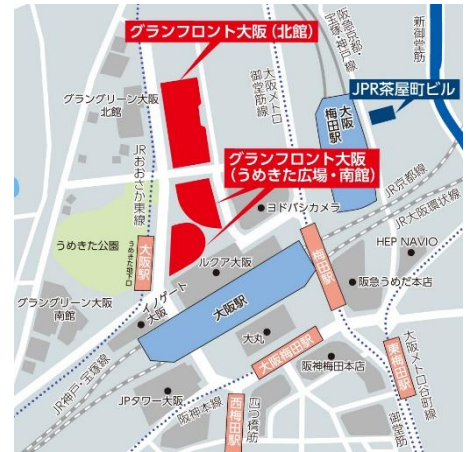 グランフロント大阪(北館)
阪急京都・
宝塚・神戸線
新御堂筋
大阪メトロ
御堂筋線
JPR茶屋町ビル
グラングリーン大阪
北館
大阪
梅田駅
グランフロント大阪
(うめきた広場・南館)
JRおおさか東線
JR京都線
JR大阪環状線
ヨドバシカメラ
HEP NAVIO
うめきた公園
大阪駅
うめきた地下口
梅田駅
ルクア大阪
阪急うめだ本店
イノゲート
大阪
大阪駅
グラングリーン大阪
南館
大丸
大阪梅田駅
阪神梅田本店
東梅田駅
大阪メトロ谷町線
JR神戸・宝塚線
JPタワー大阪
阪神本線
西梅田駅
四つ橋筋
御堂筋